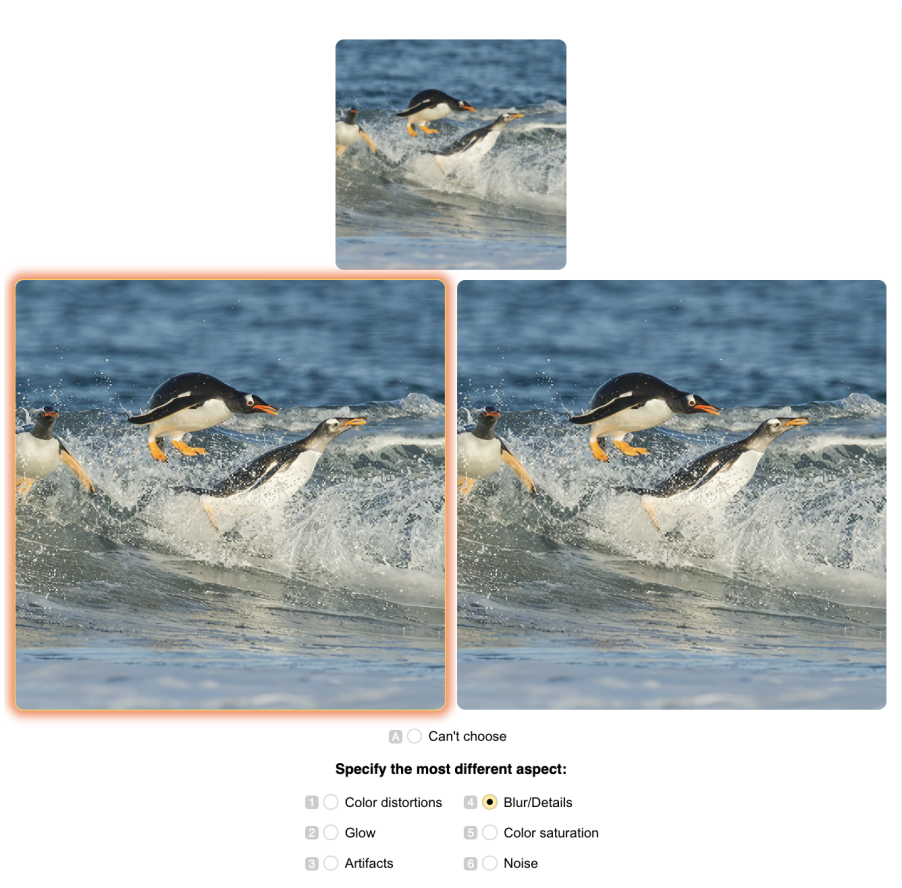 A Can't choose
Specify the most different aspect:
1 Color distortions 4 Blur/Details
2 Glow 5 Color saturation
3 Artifacts 6 Noise